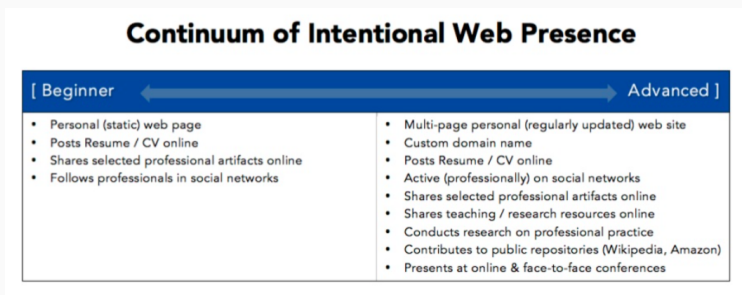 Continuum of Intentional Web Presence
[ Beginner
Advanced ]
• Personal (static) web page
• Posts Resume / CV online
• Shares selected professional artifacts online
• Follows professionals in social networks
• Multi-page personal (regularly updated) web site
• Custom domain name
• Posts Resume / CV online
• Active (professionally) on social networks
• Shares selected professional artifacts online
• Shares teaching / research resources online
• Conducts research on professional practice
• Contributes to public repositories (Wikipedia, Amazon)
• Presents at online & face-to-face conferences